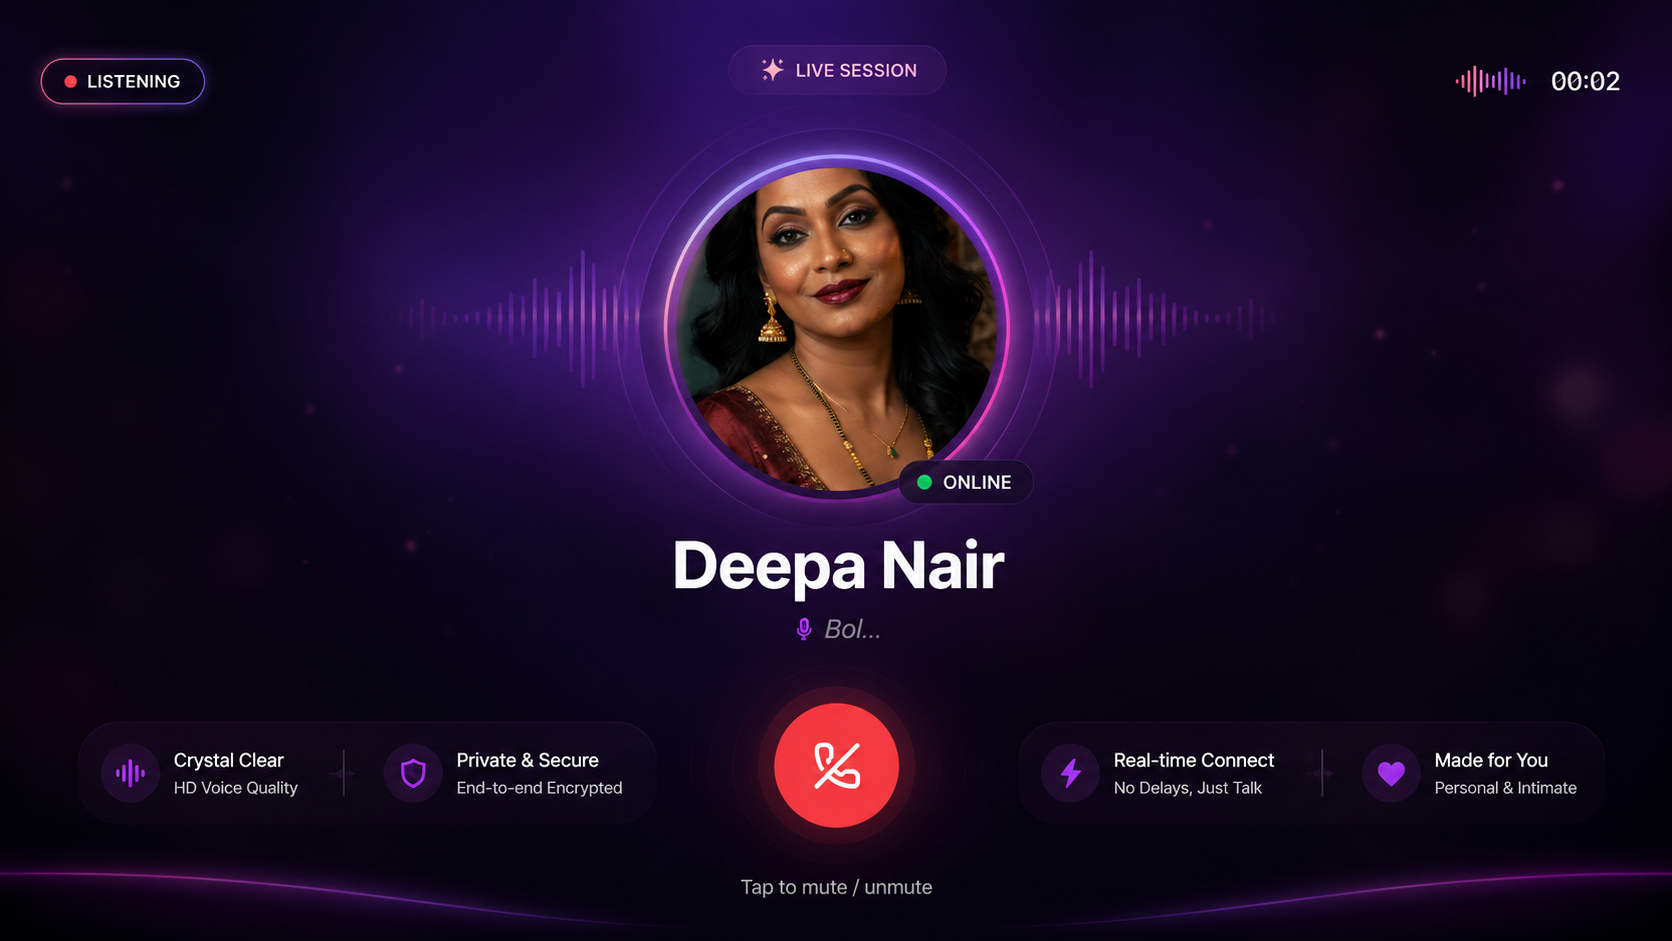 LISTENING
LIVE SESSION
00:02
ONLINE
Deepa Nair
Bol...
Crystal Clear
HD Voice Quality
Private & Secure
End-to-end Encrypted
Real-time Connect
No Delays, Just Talk
Made for You
Personal & Intimate
Tap to mute / unmute